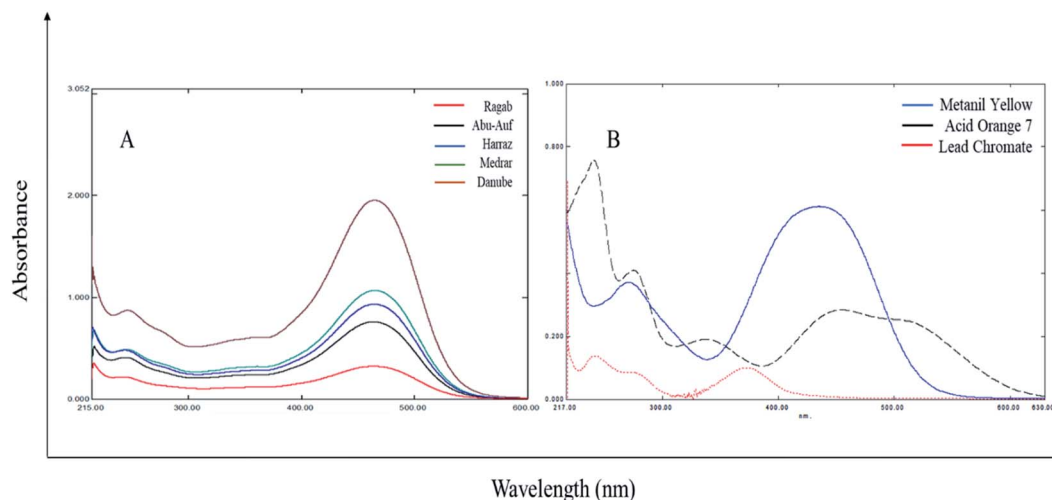 Absorbance
A
3.052
2.000
1.000
0.000
215.00 300.00 400.00 500.00 600.00
Ragab
Abu-Auf
Harraz
Medrar
Danube
B
1.000
0.800
0.200
0.000
217.00 300.00 400.00 500.00 600.00 630.00
nm.
Metanil Yellow
Acid Orange 7
Lead Chromate
Wavelength (nm)